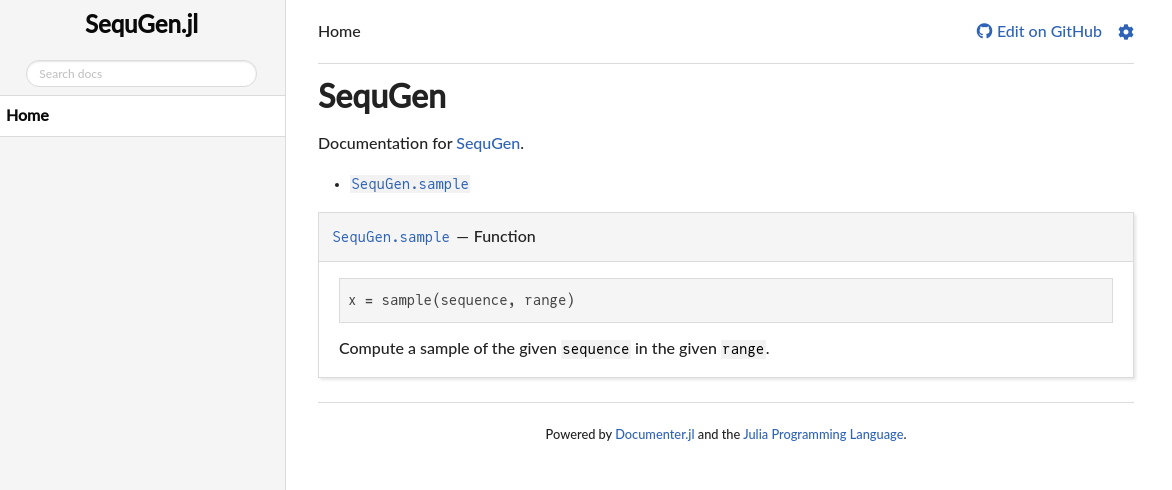 SequGen.jl
Search docs
Home
Home
Edit on GitHub
SequGen
Documentation for SequGen.
SequGen.sample
SequGen.sample — Function
x = sample(sequence, range)
Compute a sample of the given sequence in the given range.
Powered by Documenter.jl and the Julia Programming Language.